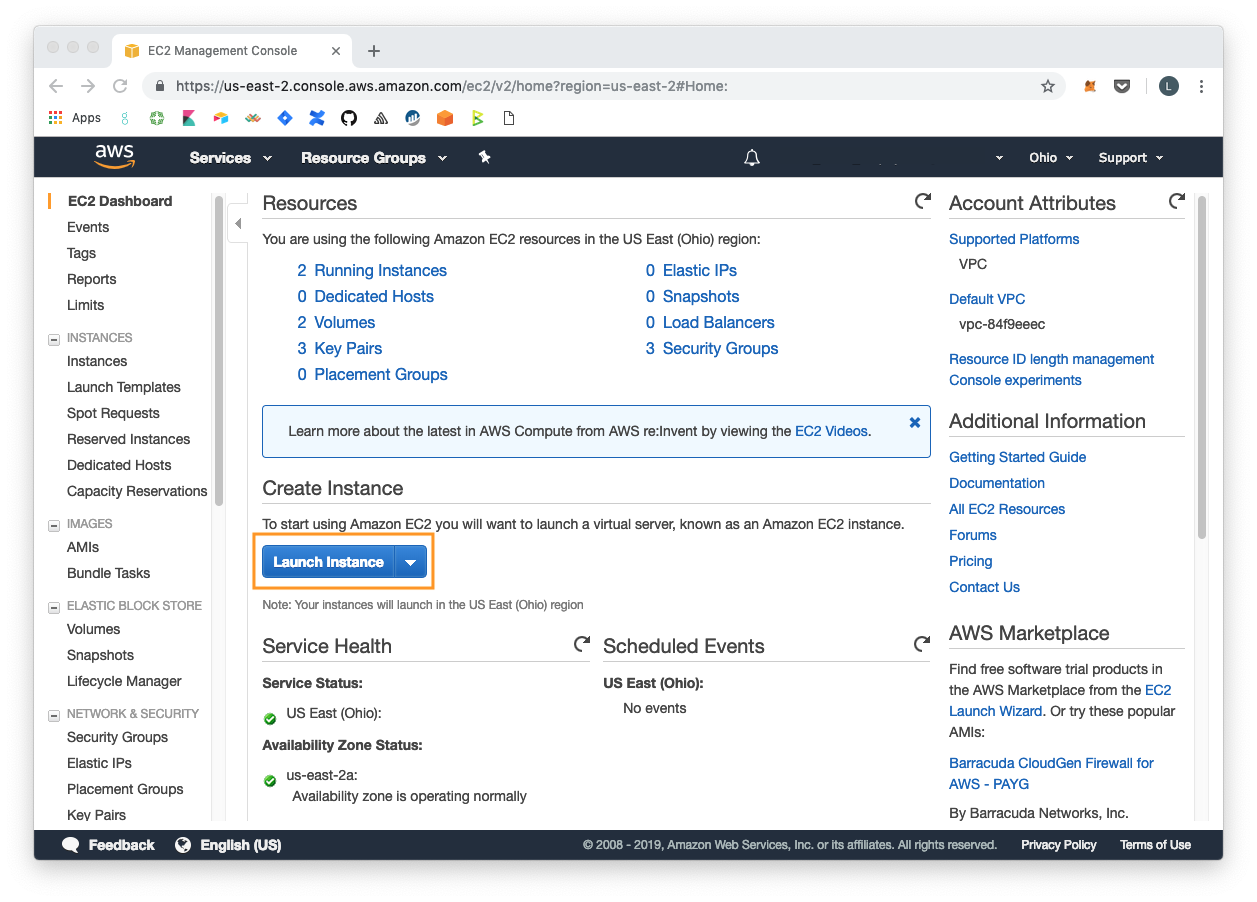 EC2 Management Console
https://us-east-2.console.aws.amazon.com/ec2/v2/home?region=us-east-2#Home:
L
Apps
aws
Services
Resource Groups
Ohio
Support
EC2 Dashboard
Events
Tags
Reports
Limits
INSTANCES
Instances
Launch Templates
Spot Requests
Reserved Instances
Dedicated Hosts
Capacity Reservations
IMAGES
AMIs
Bundle Tasks
ELASTIC BLOCK STORE
Volumes
Snapshots
Lifecycle Manager
NETWORK & SECURITY
Security Groups
Elastic IPs
Placement Groups
Key Pairs
Resources
You are using the following Amazon EC2 resources in the US East (Ohio) region:
2 Running Instances
0 Dedicated Hosts
2 Volumes
3 Key Pairs
0 Placement Groups
0 Elastic IPs
0 Snapshots
0 Load Balancers
3 Security Groups
Learn more about the latest in AWS Compute from AWS re:Invent by viewing the EC2 Videos.
Create Instance
To start using Amazon EC2 you will want to launch a virtual server, known as an Amazon EC2 instance.
Launch Instance
Note: Your instances will launch in the US East (Ohio) region
Service Health
Service Status:
US East (Ohio):
Availability Zone Status:
us-east-2a:
Availability zone is operating normally
Scheduled Events
US East (Ohio):
No events
Account Attributes
Supported Platforms
VPC
Default VPC
vpc-84f9eeec
Resource ID length management
Console experiments
Additional Information
Getting Started Guide
Documentation
All EC2 Resources
Forums
Pricing
Contact Us
AWS Marketplace
Find free software trial products in
the AWS Marketplace from the EC2
Launch Wizard. Or try these popular
AMIs:
Barracuda CloudGen Firewall for
AWS - PAYG
By Barracuda Networks, Inc.
Feedback
English (US)
© 2008 - 2019, Amazon Web Services, Inc. or its affiliates. All rights reserved.
Privacy Policy
Terms of Use